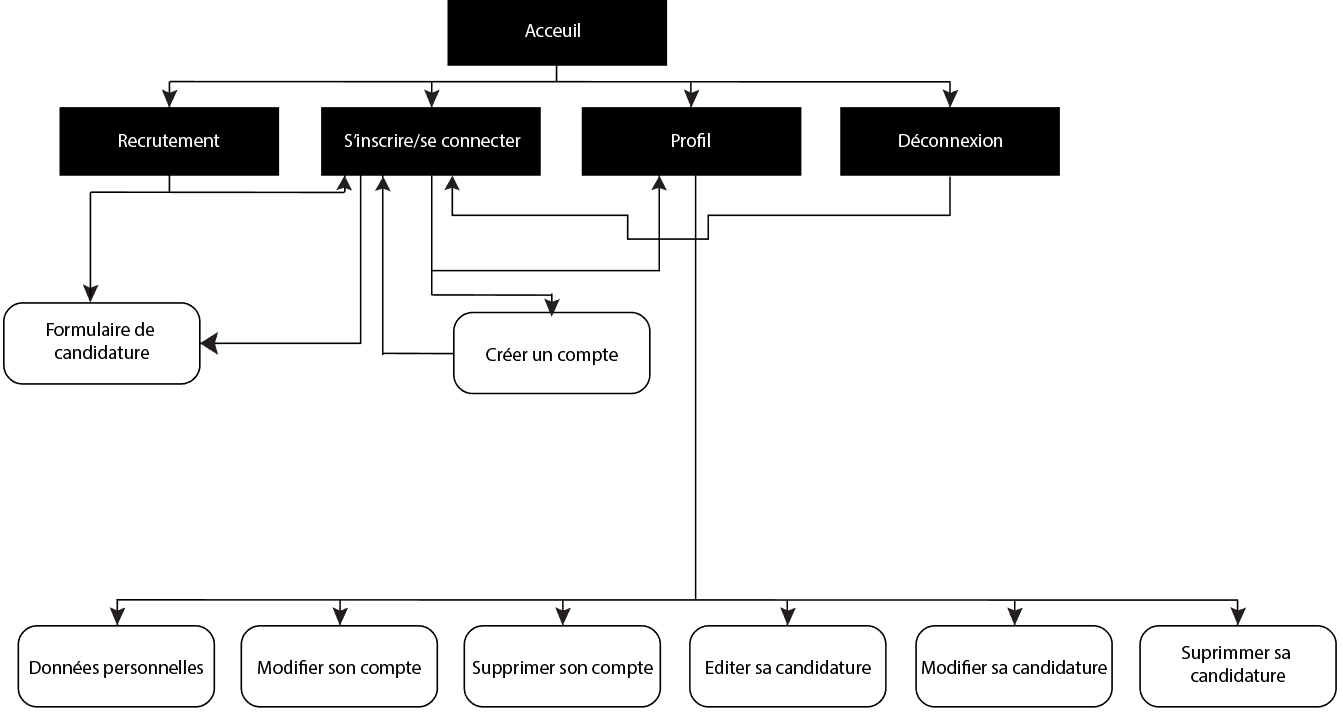 Acceuil
Recrutement
S'inscrire/se connecter
Profil
Déconnexion
Formulaire de
candidature
Créer un compte
Données personnelles
Modifier son compte
Supprimer son compte
Editer sa candidature
Modifier sa candidature
Suprimmer sa
candidature